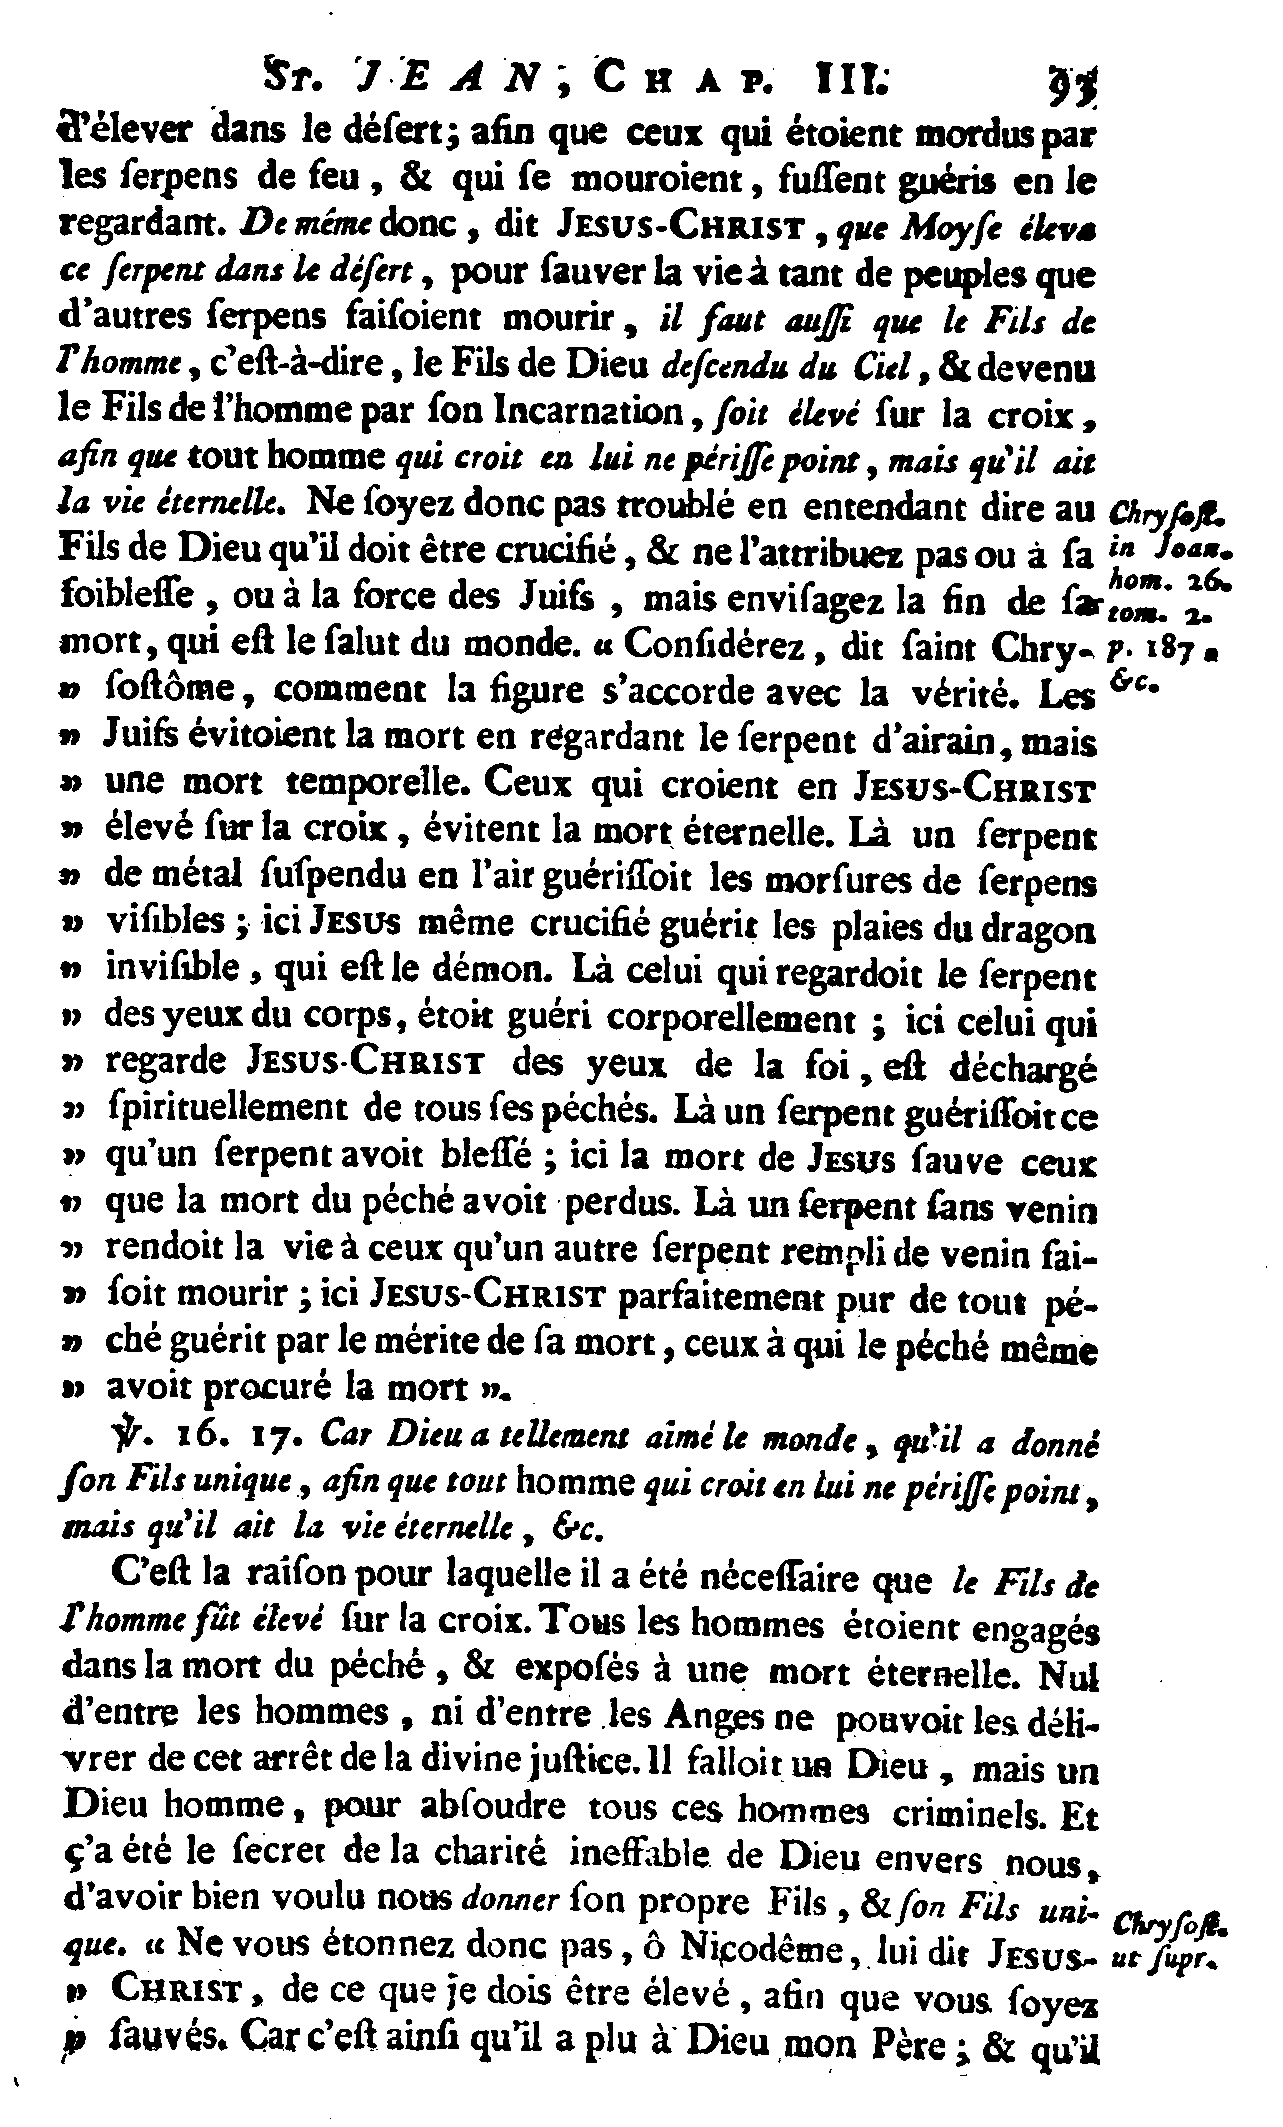 St. JEAN, CHAP. III.
d'élever dans le déſert; afin que ceux qui étoient mordus par
les ſerpens de feu, & qui ſe mouroient, fuſſent guéris en le
regardant. De même donc, dit JESUS-CHRIST, que Moyſe éleva
ce ſerpent dans le déſert, pour ſauver la vie à tant de peuples que
d'autres ſerpens faiſoient mourir, il faut auſſi que le Fils de
l'homme, c'eſt-à-dire, le Fils de Dieu deſcendu du Ciel, & devenu
le Fils de l'homme par ſon Incarnation, ſoit élevé ſur la croix,
afin que tout homme qui croit en lui ne périſſe point, mais qu'il ait
la vie éternelle. Ne ſoyez donc pas troublé en entendant dire au
Fils de Dieu qu'il doit être crucifié, & ne l'attribuez pas ou à ſa
foibleſſe, ou à la force des Juifs, mais enviſagez la fin de ſa
mort, qui eſt le ſalut du monde. « Conſidérez, dit ſaint Chry-
» ſoſtôme, comment la figure s'accorde avec la vérité. Les
» Juifs évitoient la mort en regardant le ſerpent d'airain, mais
» une mort temporelle. Ceux qui croient en JESUS-CHRIST
» élevé ſur la croix, évitent la mort éternelle. Là un ſerpent
» de métal ſuſpendu en l'air guériſſoit les morſures de ſerpens
» viſibles; ici JESUS même crucifié guérit les plaies du dragon
» inviſible, qui eſt le démon. Là celui qui regardoit le ſerpent
» des yeux du corps, étoit guéri corporellement; ici celui qui
» regarde JESUS-CHRIST des yeux de la foi, eſt déchargé
» ſpirituellement de tous ſes péchés. Là un ſerpent guériſſoit ce
» qu'un ſerpent avoit bleſſé; ici la mort de JESUS ſauve ceux
» que la mort du péché avoit perdus. Là un ſerpent ſans venin
» rendoit la vie à ceux qu'un autre ſerpent rempli de venin fai-
» ſoit mourir; ici JESUS-CHRIST parfaitement pur de tout pé-
» ché guérit par le mérite de ſa mort, ceux à qui le péché même
» avoit procuré la mort ».
℣. 16. 17. Car Dieu a tellement aimé le monde, qu'il a donné
ſon Fils unique, afin que tout homme qui croit en lui ne périſſe point,
mais qu'il ait la vie éternelle, &c.
C'eſt la raiſon pour laquelle il a été néceſſaire que le Fils de
l'homme fût élevé ſur la croix. Tous les hommes étoient engagés
dans la mort du péché, & expoſés à une mort éternelle. Nul
d'entre les hommes, ni d'entre les Anges ne pouvoit les déli-
vrer de cet arrêt de la divine juſtice. Il falloit un Dieu, mais un
Dieu homme, pour abſoudre tous ces hommes criminels. Et
ç'a été le ſecret de la charité ineffable de Dieu envers nous,
d'avoir bien voulu nous donner ſon propre Fils, & ſon Fils uni-
que. « Ne vous étonnez donc pas, ô Nicodême, lui dit JESUS-
» CHRIST, de ce que je dois être élevé, afin que vous ſoyez
» ſauvés. Car c'eſt ainſi qu'il a plu à Dieu mon Père; & qu'il
Chryſoſt.
in Joan.
hom. 26.
tom. 2.
p. 187.
&c.
Chryſoſt.
ut ſupr.